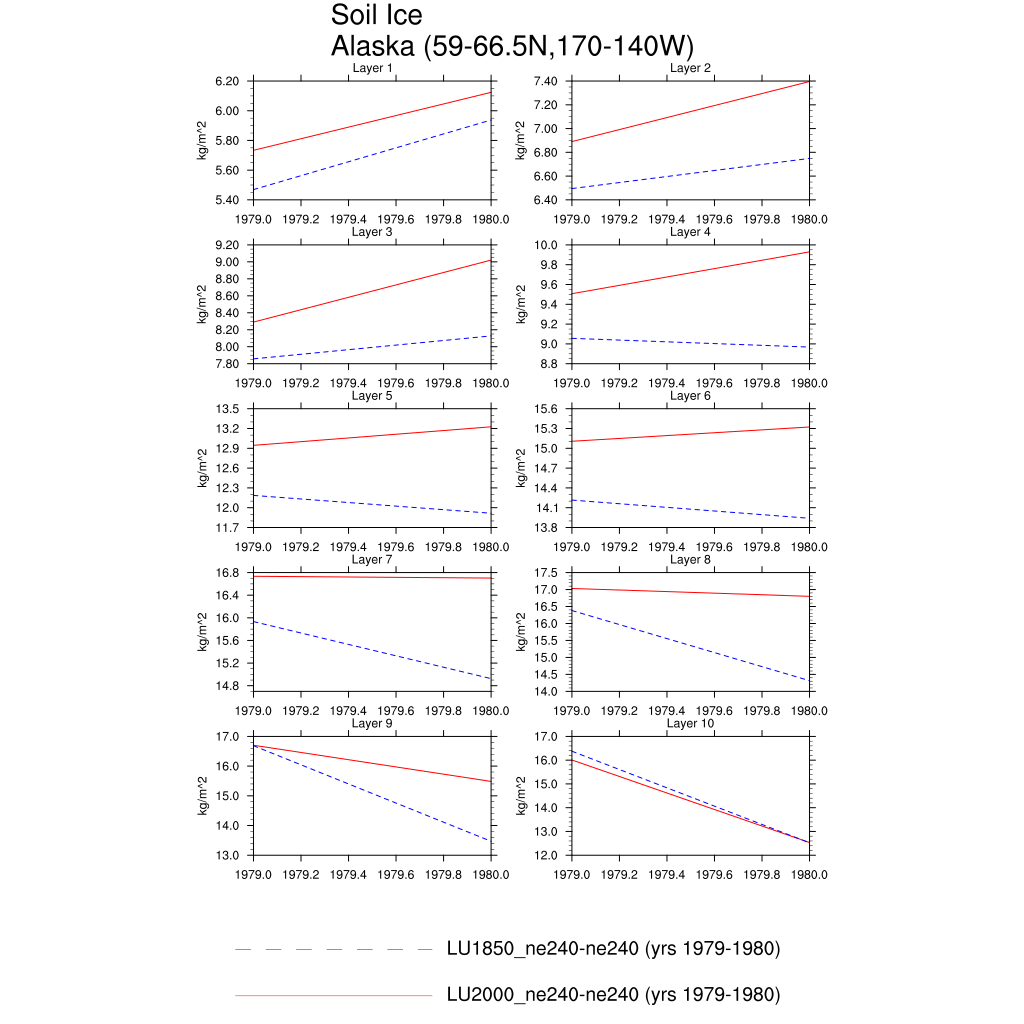 Soil Ice
Alaska (59-66.5N,170-140W)
Layer 1
Layer 2
6.20
6.00
5.80
5.60
5.40
kg/m^2
7.40
7.20
7.00
6.80
6.60
6.40
kg/m^2
1979.0 1979.2 1979.4 1979.6 1979.8 1980.0
1979.0 1979.2 1979.4 1979.6 1979.8 1980.0
Layer 3
Layer 4
9.20
9.00
8.80
8.60
8.40
8.20
8.00
7.80
kg/m^2
10.0
9.8
9.6
9.4
9.2
9.0
8.8
kg/m^2
1979.0 1979.2 1979.4 1979.6 1979.8 1980.0
1979.0 1979.2 1979.4 1979.6 1979.8 1980.0
Layer 5
Layer 6
13.5
13.2
12.9
12.6
12.3
12.0
11.7
kg/m^2
15.6
15.3
15.0
14.7
14.4
14.1
13.8
kg/m^2
1979.0 1979.2 1979.4 1979.6 1979.8 1980.0
1979.0 1979.2 1979.4 1979.6 1979.8 1980.0
Layer 7
Layer 8
16.8
16.4
16.0
15.6
15.2
14.8
kg/m^2
17.5
17.0
16.5
16.0
15.5
15.0
14.5
14.0
kg/m^2
1979.0 1979.2 1979.4 1979.6 1979.8 1980.0
1979.0 1979.2 1979.4 1979.6 1979.8 1980.0
Layer 9
Layer 10
17.0
16.0
15.0
14.0
13.0
kg/m^2
17.0
16.0
15.0
14.0
13.0
12.0
kg/m^2
1979.0 1979.2 1979.4 1979.6 1979.8 1980.0
1979.0 1979.2 1979.4 1979.6 1979.8 1980.0
LU1850_ne240-ne240 (yrs 1979-1980)
LU2000_ne240-ne240 (yrs 1979-1980)